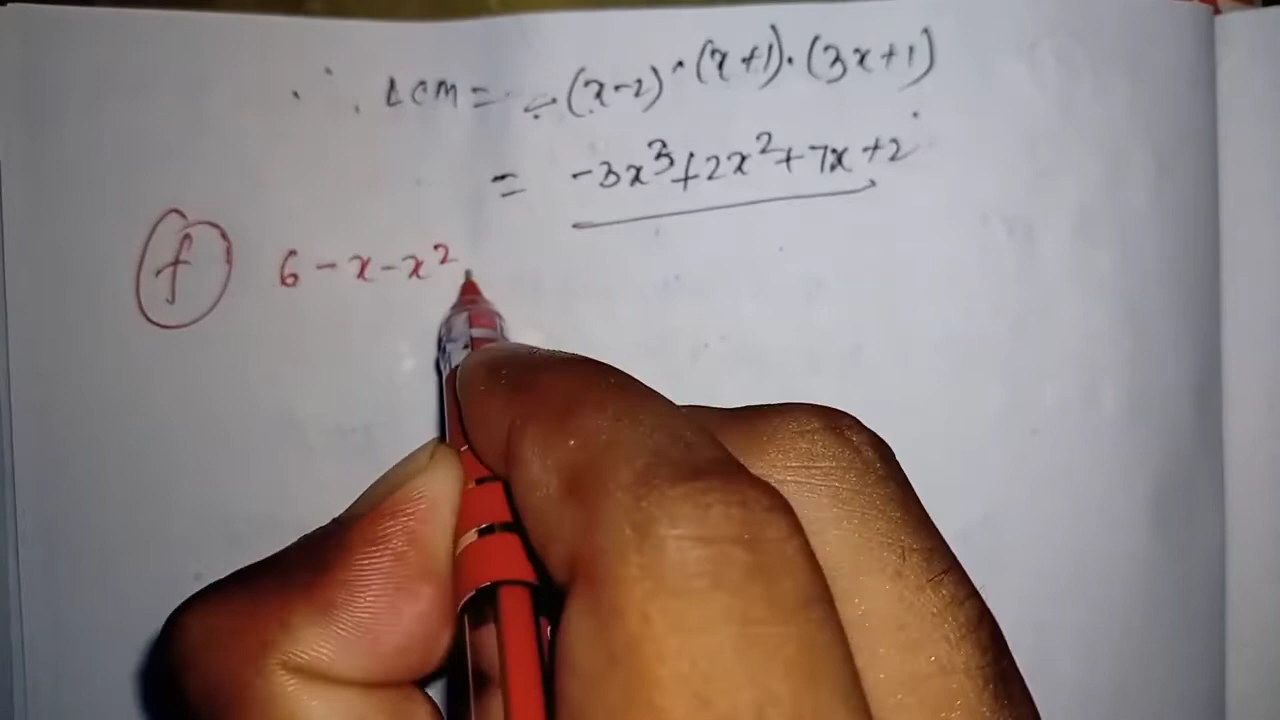 ∴ LCM = -(x-2)·(x+1)·(3x+1)
= -3x³+2x²+7x+2
(f) 6-x-x²